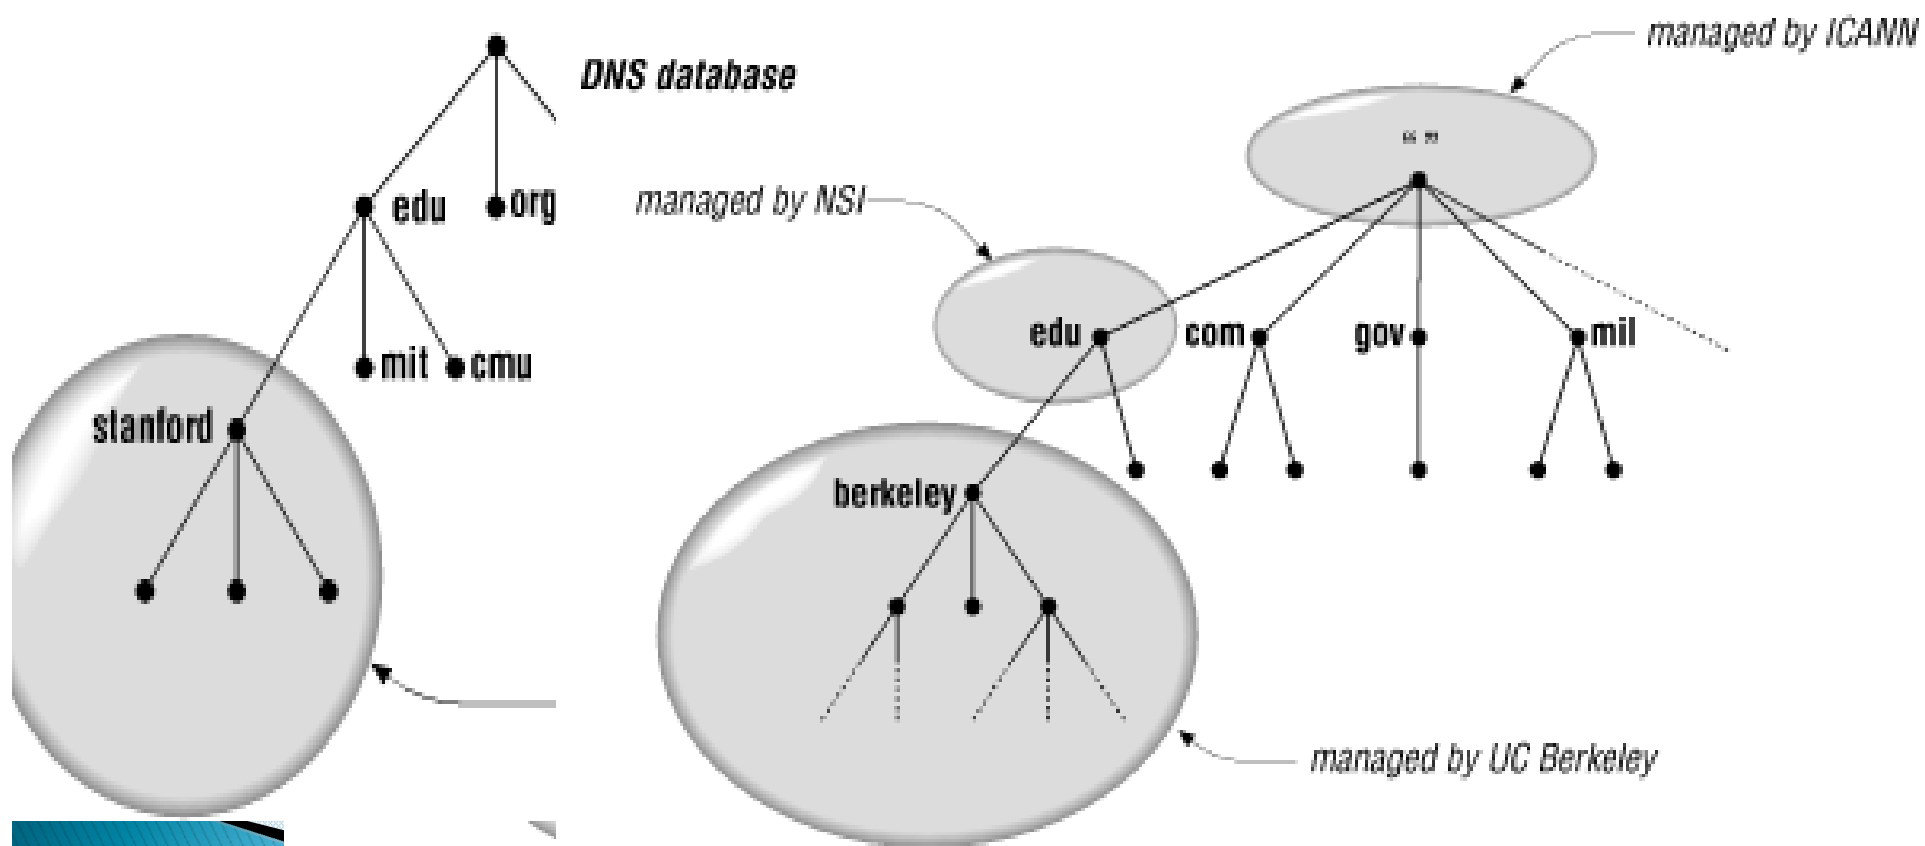 DNS database
edu org
mit cmu
stanford
managed by ICANN
“ ”
managed by NSI
edu com gov mil
berkeley
managed by UC Berkeley